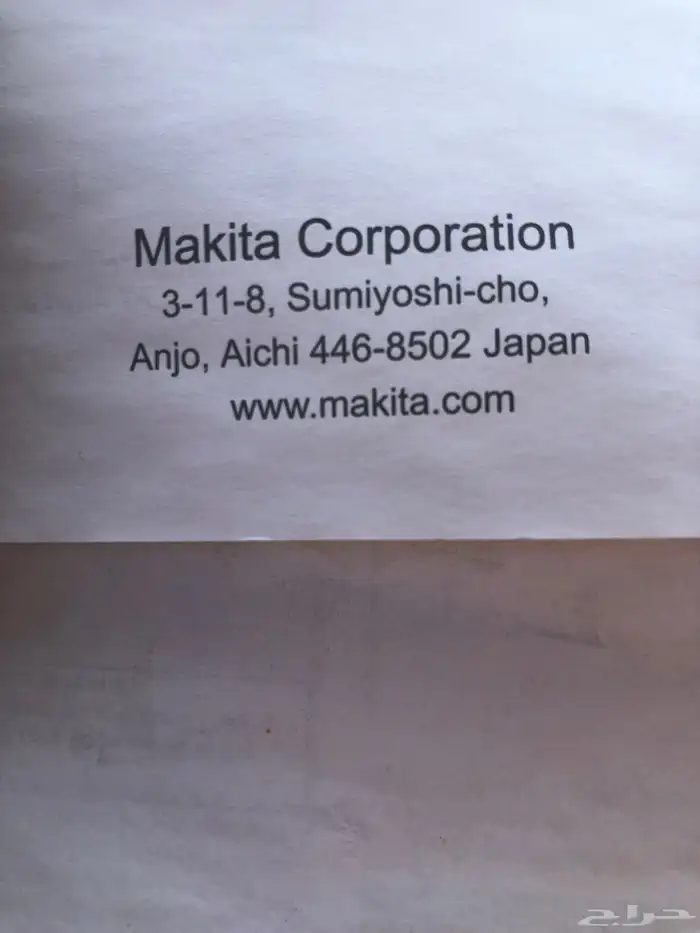 Makita Corporation
3-11-8, Sumiyoshi-cho,
Anjo, Aichi 446-8502 Japan
www.makita.com
حراج